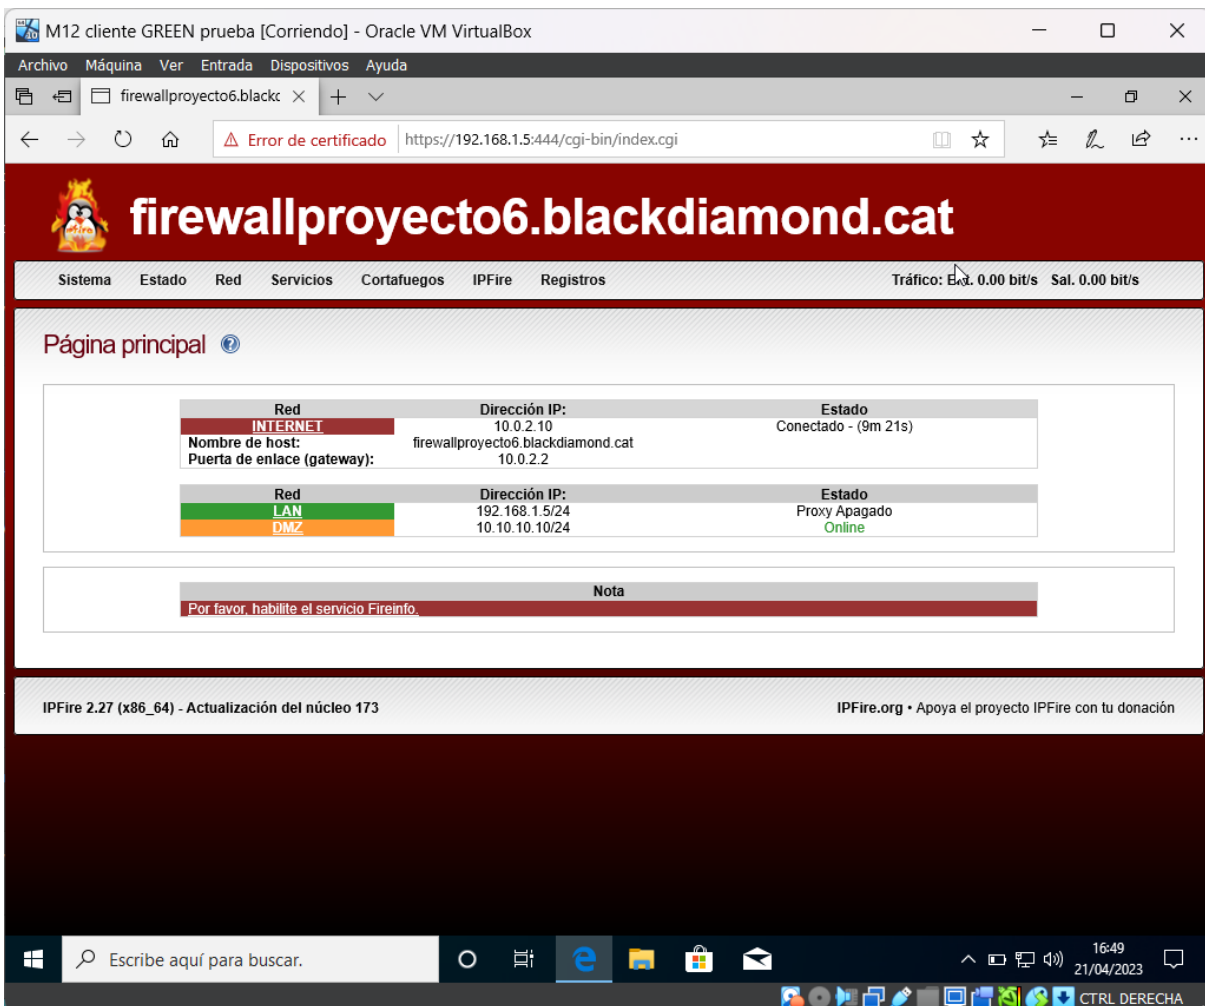 M12 cliente GREEN prueba [Corriendo] - Oracle VM VirtualBox
Archivo Máquina Ver Entrada Dispositivos Ayuda
firewallproyecto6.blackc
Error de certificado https://192.168.1.5:444/cgi-bin/index.cgi
firewallproyecto6.blackdiamond.cat
Sistema Estado Red Servicios Cortafuegos IPFire Registros Tráfico: Ent. 0.00 bit/s Sal. 0.00 bit/s
Página principal
Red Dirección IP: Estado
INTERNET 10.0.2.10 Conectado - (9m 21s)
Nombre de host: firewallproyecto6.blackdiamond.cat
Puerta de enlace (gateway): 10.0.2.2
Red Dirección IP: Estado
LAN 192.168.1.5/24 Proxy Apagado
DMZ 10.10.10.10/24 Online
Nota
Por favor, habilite el servicio Fireinfo.
IPFire 2.27 (x86_64) - Actualización del núcleo 173 IPFire.org • Apoya el proyecto IPFire con tu donación
Escribe aquí para buscar. 16:49
21/04/2023
CTRL DERECHA